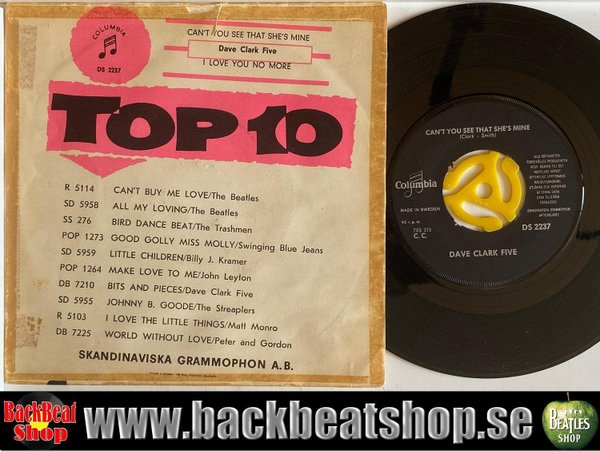 COLUMBIA
DS 2237
CAN'T YOU SEE THAT SHE'S MINE
Dave Clark Five
I LOVE YOU NO MORE
TOP 10
R 5114 CAN'T BUY ME LOVE/The Beatles
SD 5958 ALL MY LOVING/The Beatles
SS 276 BIRD DANCE BEAT/The Trashmen
POP 1273 GOOD GOLLY MISS MOLLY/Swinging Blue Jeans
SD 5959 LITTLE CHILDREN/Billy J. Kramer
POP 1264 MAKE LOVE TO ME/John Leyton
DB 7210 BITS AND PIECES/Dave Clark Five
SD 5955 JOHNNY B. GOODE/The Streaplers
R 5103 I LOVE THE LITTLE THINGS/Matt Monro
DB 7225 WORLD WITHOUT LOVE/Peter and Gordon
SKANDINAVISKA GRAMMOPHON A.B.
CAN'T YOU SEE THAT SHE'S MINE
(Clark - Smith)
Columbia
MADE IN SWEDEN
45 r.p.m.
7XS 313
C. C.
DS 2237
DAVE CLARK FIVE
BackBeat
Shop
www.backbeatshop.se
BEATLES
SHOP